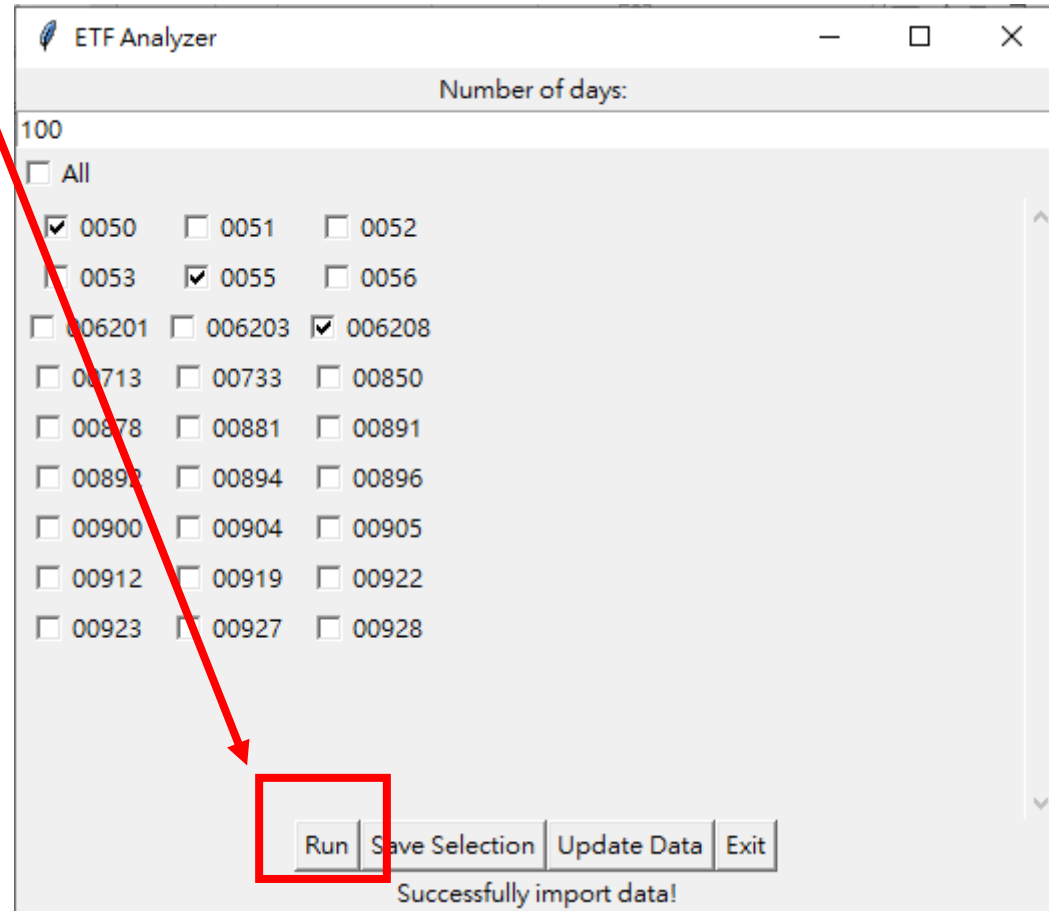 ETF Analyzer
Number of days:
100
All
0050 0051 0052
0053 0055 0056
006201 006203 006208
00713 00733 00850
00878 00881 00891
00892 00894 00896
00900 00904 00905
00912 00919 00922
00923 00927 00928
Run Save Selection Update Data Exit
Successfully import data!